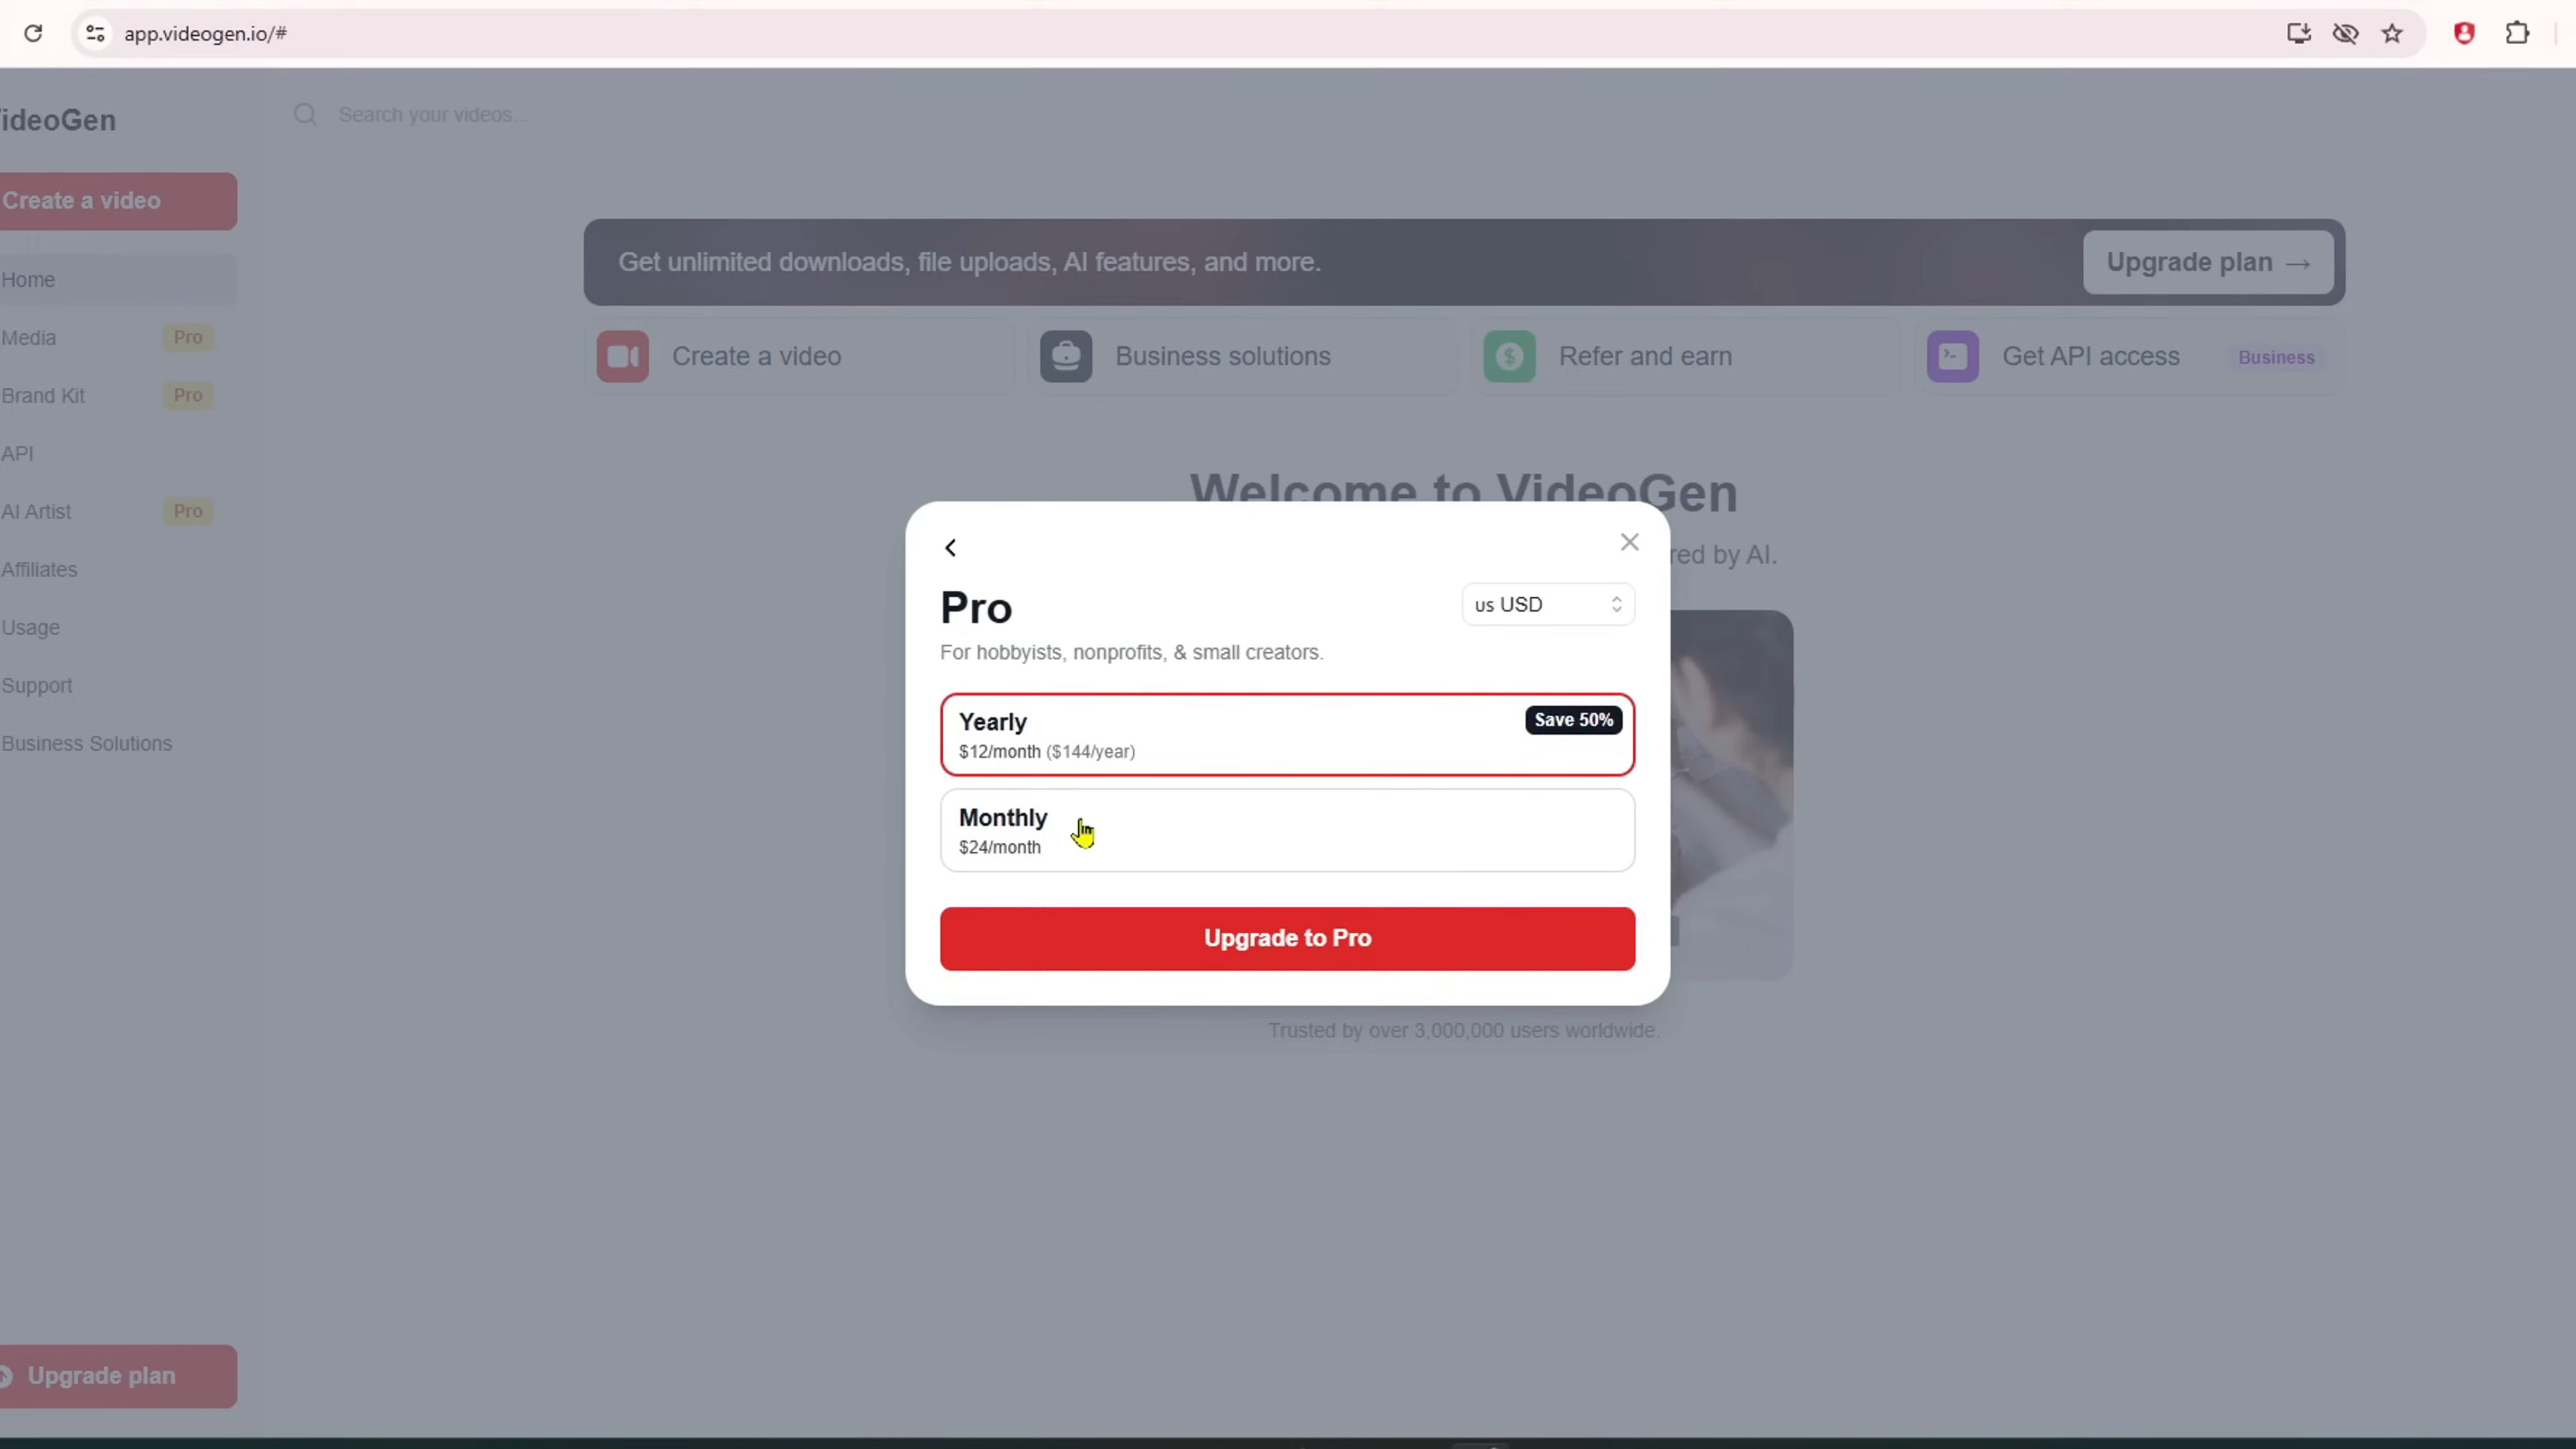 app.videogen.io/#
ideoGen
Search your videos...
Create a video
Home
Media Pro
Brand Kit Pro
API
AI Artist Pro
Affiliates
Usage
Support
Business Solutions
Upgrade plan
Get unlimited downloads, file uploads, AI features, and more.
Upgrade plan →
Create a video
Business solutions
Refer and earn
Get API access Business
Welcome to VideoGen
red by AI.
Pro
us USD
For hobbyists, nonprofits, & small creators.
Yearly
Save 50%
$12/month ($144/year)
Monthly
$24/month
Upgrade to Pro
Trusted by over 3,000,000 users worldwide.